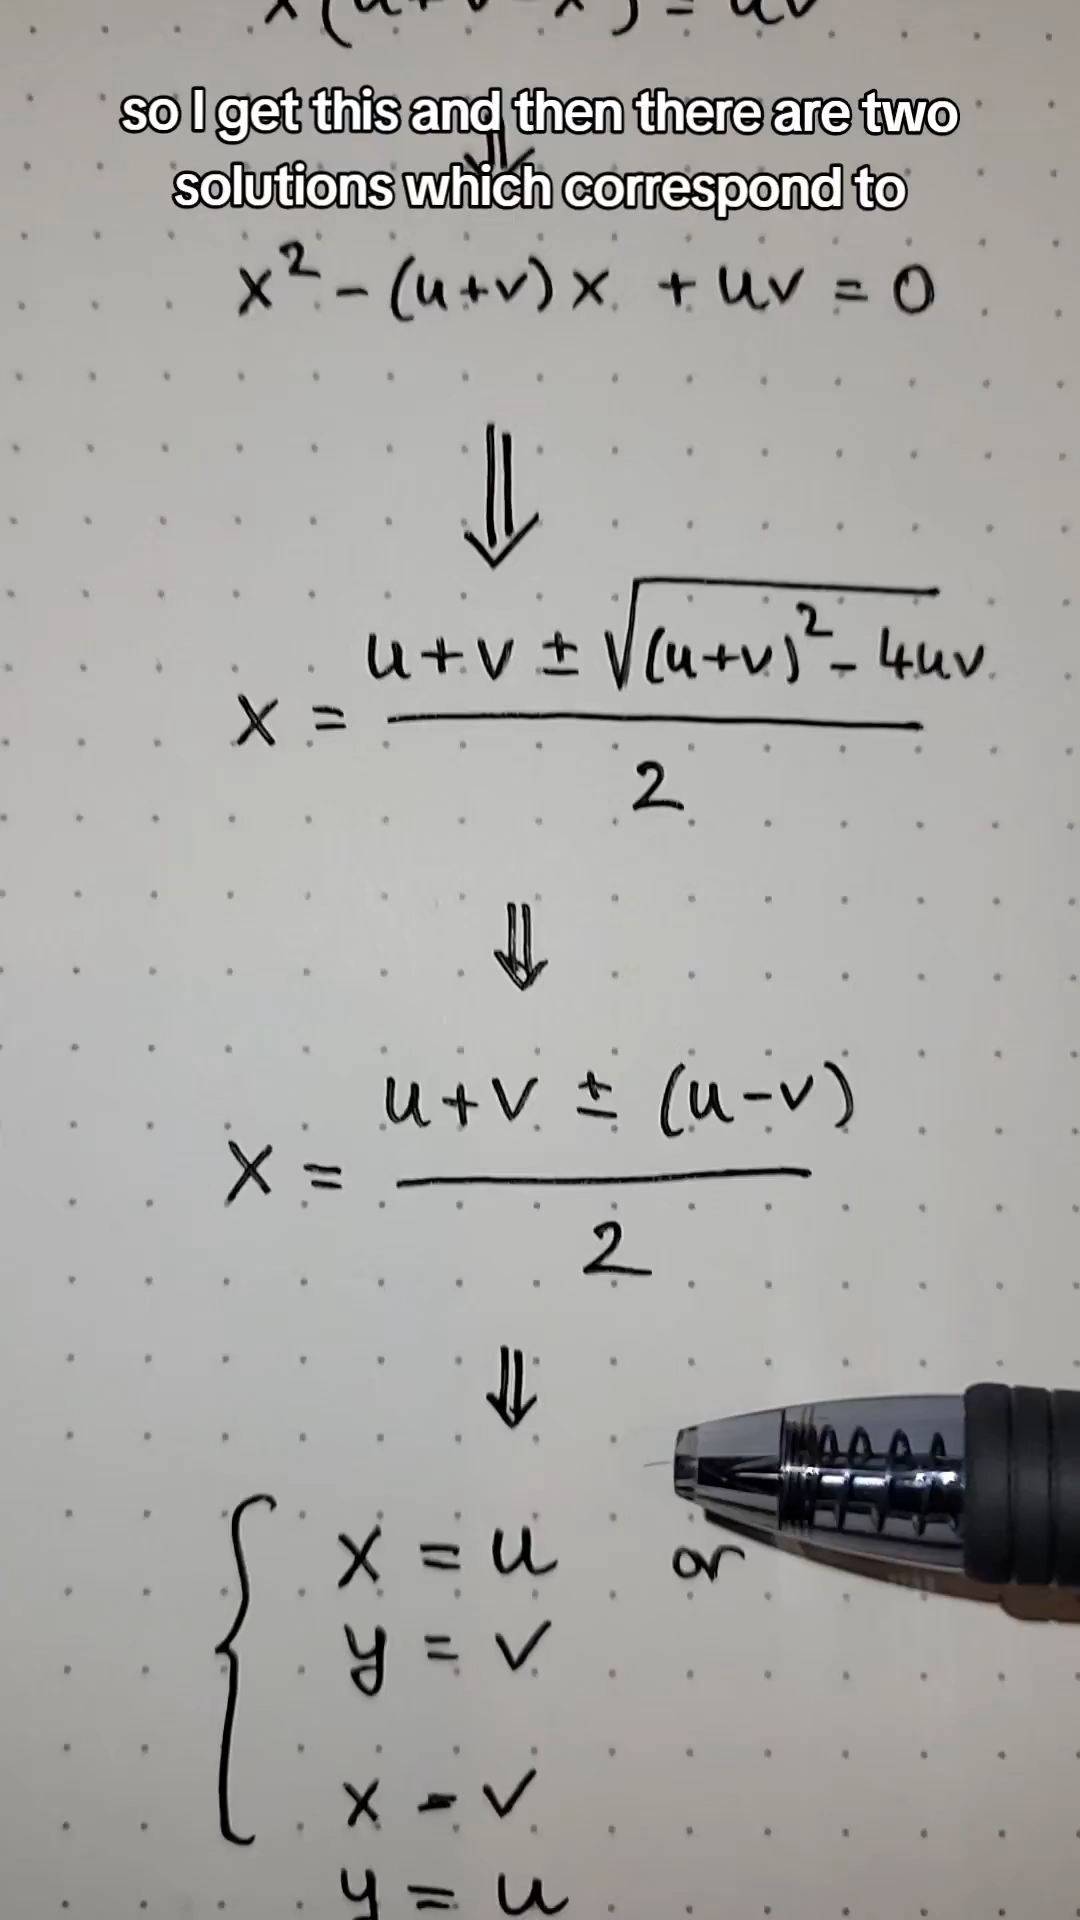 x(u+v-x) = uv
so I get this and then there are two
solutions which correspond to
x² - (u+v)x + uv = 0
x = (u+v ± √((u+v)² - 4uv)) / 2
x = (u+v ± (u-v)) / 2
x = u or
y = v
x = v
y = u